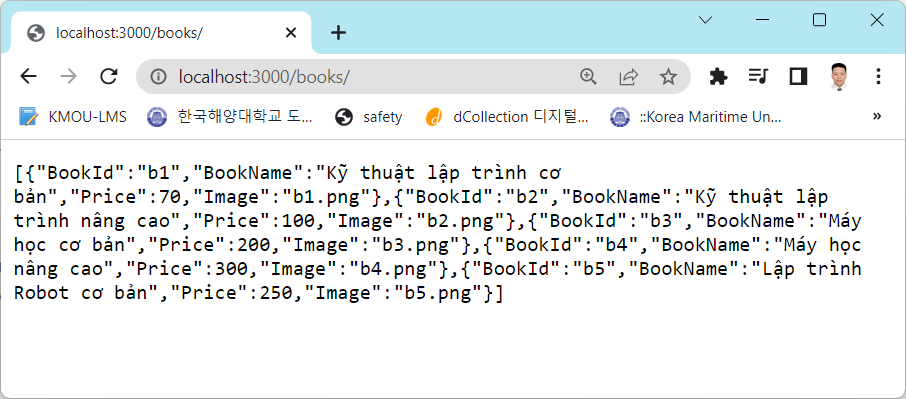 localhost:3000/books/
localhost:3000/books/
KMOU-LMS 한국해양대학교 도... safety dCollection 디지털... ::Korea Maritime Un... »
[{"BookId":"b1","BookName":"Kỹ thuật lập trình cơ
bản","Price":70,"Image":"b1.png"},{"BookId":"b2","BookName":"Kỹ thuật lập
trình nâng cao","Price":100,"Image":"b2.png"},{"BookId":"b3","BookName":"Máy
học cơ bản","Price":200,"Image":"b3.png"},{"BookId":"b4","BookName":"Máy học
nâng cao","Price":300,"Image":"b4.png"},{"BookId":"b5","BookName":"Lập trình
Robot cơ bản","Price":250,"Image":"b5.png"}]